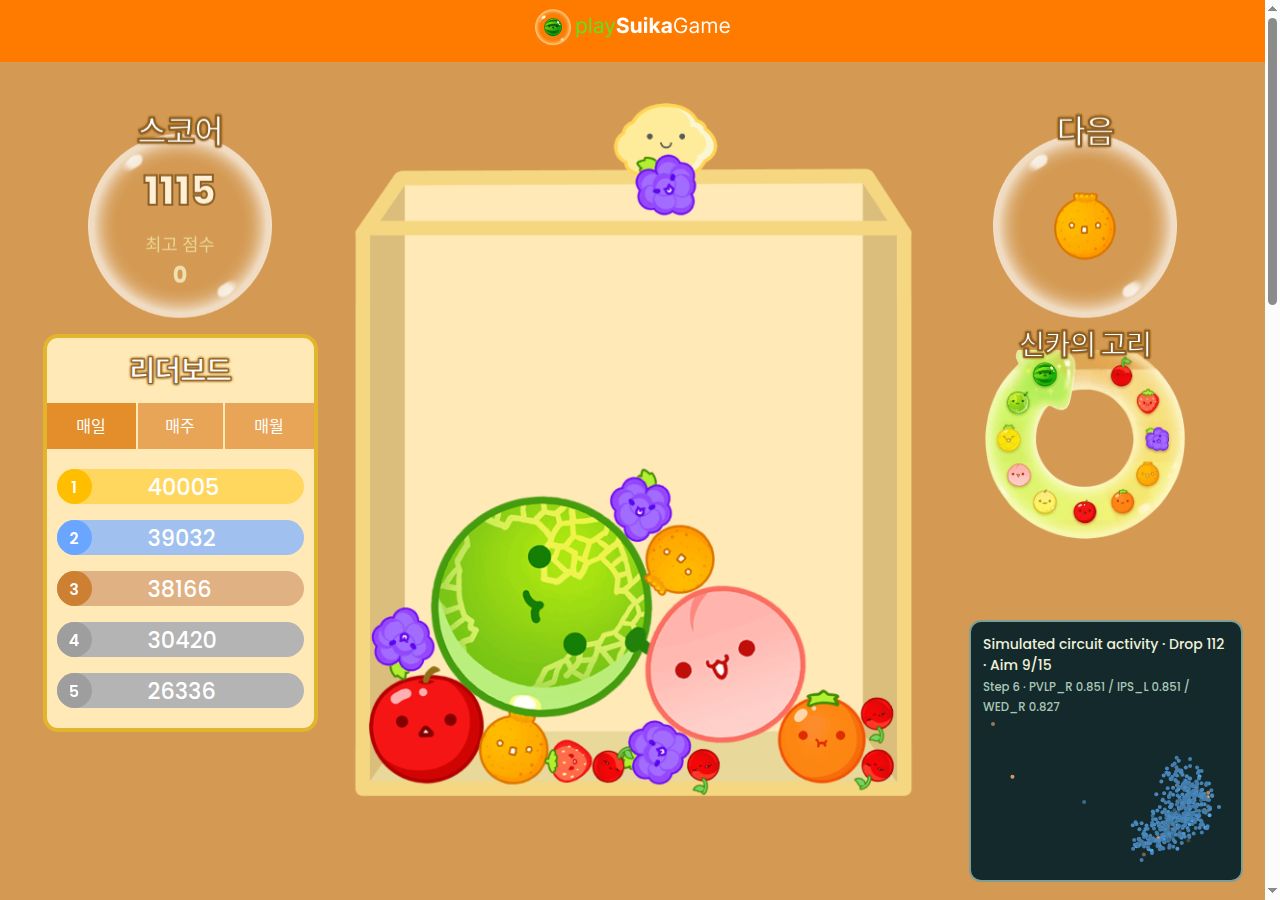 playSuikaGame
스코어
1115
최고 점수
0
리더보드
매일
매주
매월
1
40005
2
39032
3
38166
4
30420
5
26336
다음
신카의 고리
Simulated circuit activity · Drop 112
· Aim 9/15
Step 6 · PVLP_R 0.851 / IPS_L 0.851 /
WED_R 0.827